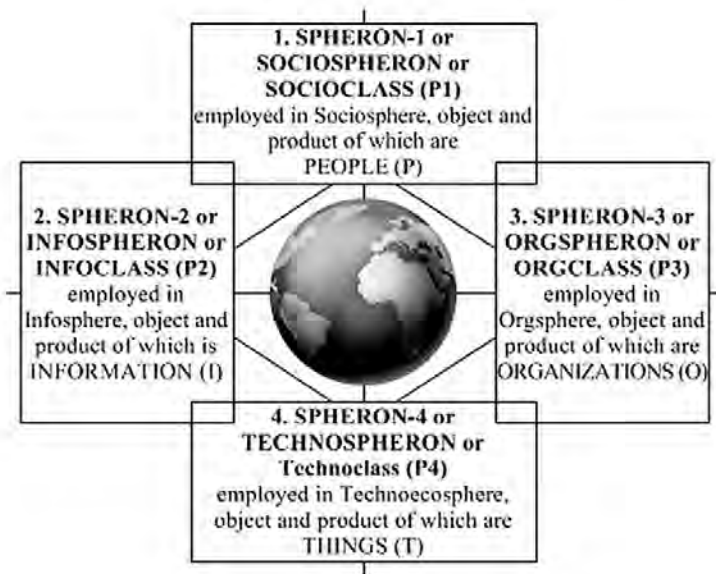 1. SPHERON-1 or
SOCIOSPHERON or
SOCIOCLASS (P1)
employed in Sociosphere, object and
product of which are
PEOPLE (P)
2. SPHERON-2 or
INFOSPHERON or
INFOCLASS (P2)
employed in
Infosphere, object and
product of which is
INFORMATION (I)
3. SPHERON-3 or
ORGSPHERON or
ORGCLASS (P3)
employed in
Orgsphere, object and
product of which are
ORGANIZATIONS (O)
4. SPHERON-4 or
TECHNOSPHERON or
Technoclass (P4)
employed in Technoecosphere,
object and product of which are
THINGS (T)